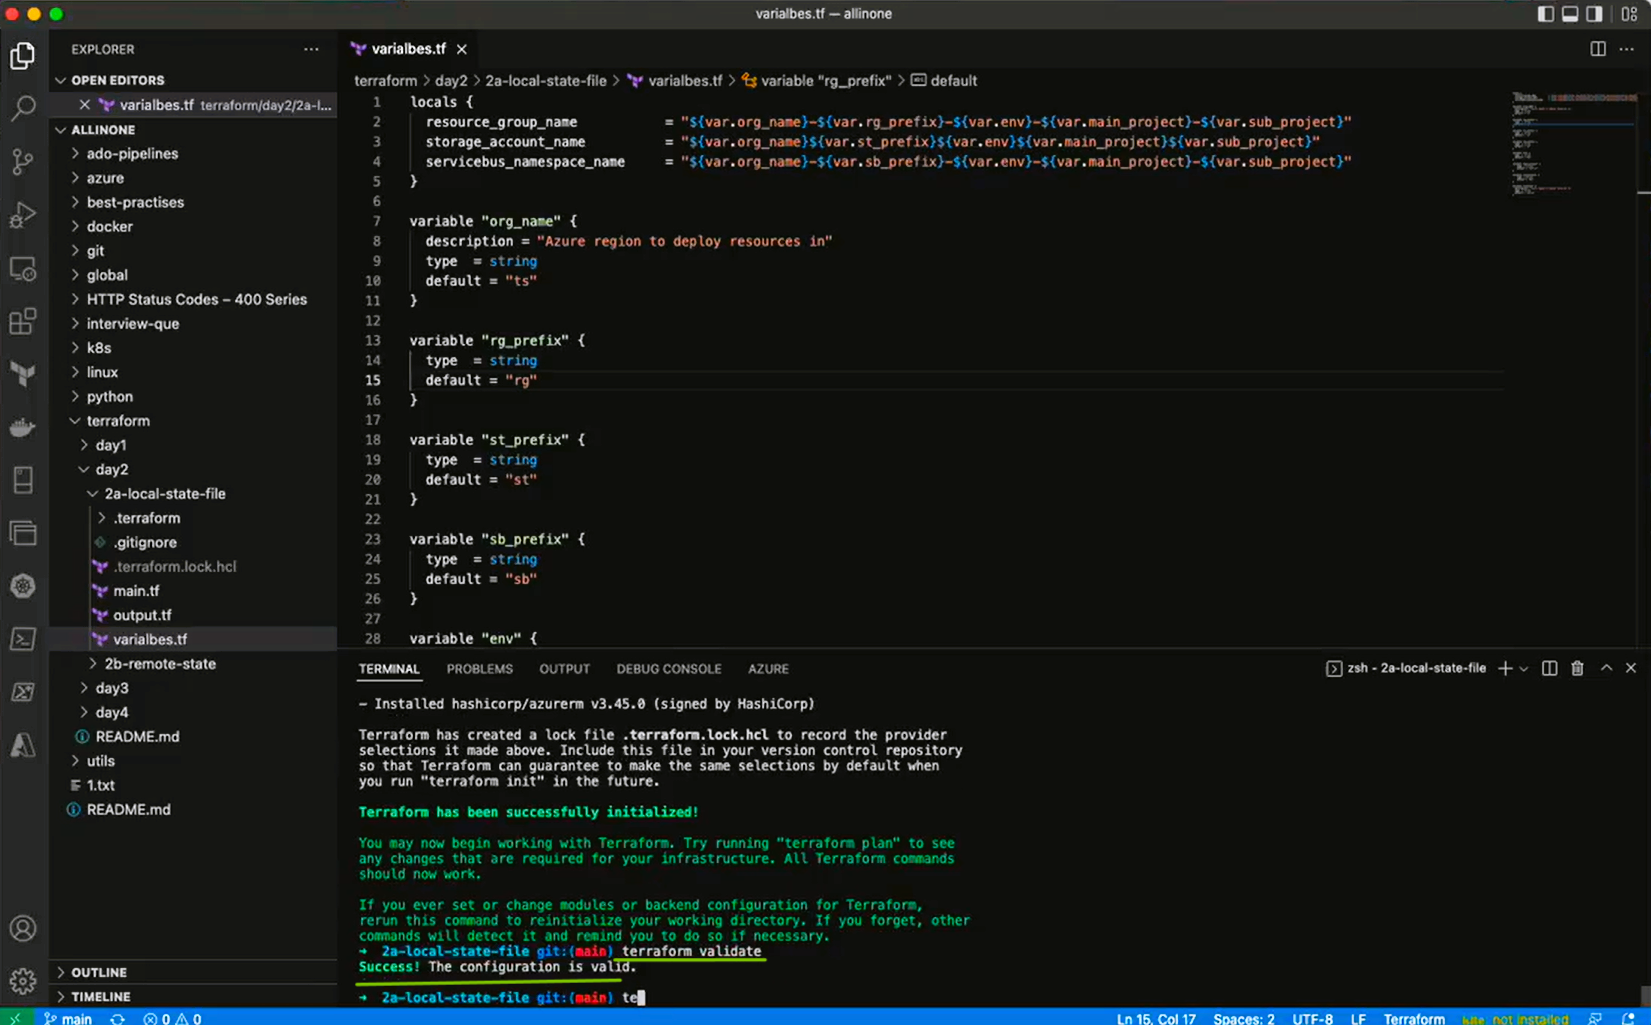 varialbes.tf — allinone
EXPLORER
OPEN EDITORS
varialbes.tf terraform/day2/2a-l...
ALLINONE
ado-pipelines
azure
best-practises
docker
git
global
HTTP Status Codes – 400 Series
interview-que
k8s
linux
python
terraform
day1
day2
2a-local-state-file
.terraform
.gitignore
.terraform.lock.hcl
main.tf
output.tf
varialbes.tf
2b-remote-state
day3
day4
README.md
utils
1.txt
README.md
OUTLINE
TIMELINE
varialbes.tf
terraform > day2 > 2a-local-state-file > varialbes.tf > variable "rg_prefix" > default
1 locals {
2 resource_group_name = "${var.org_name}-${var.rg_prefix}-${var.env}-${var.main_project}-${var.sub_project}"
3 storage_account_name = "${var.org_name}${var.st_prefix}${var.env}${var.main_project}${var.sub_project}"
4 servicebus_namespace_name = "${var.org_name}-${var.sb_prefix}-${var.env}-${var.main_project}-${var.sub_project}"
5 }
6
7 variable "org_name" {
8 description = "Azure region to deploy resources in"
9 type = string
10 default = "ts"
11 }
12
13 variable "rg_prefix" {
14 type = string
15 default = "rg"
16 }
17
18 variable "st_prefix" {
19 type = string
20 default = "st"
21 }
22
23 variable "sb_prefix" {
24 type = string
25 default = "sb"
26 }
27
28 variable "env" {
TERMINAL PROBLEMS OUTPUT DEBUG CONSOLE AZURE
zsh - 2a-local-state-file
– Installed hashicorp/azurerm v3.45.0 (signed by HashiCorp)
Terraform has created a lock file .terraform.lock.hcl to record the provider
selections it made above. Include this file in your version control repository
so that Terraform can guarantee to make the same selections by default when
you run "terraform init" in the future.
Terraform has been successfully initialized!
You may now begin working with Terraform. Try running "terraform plan" to see
any changes that are required for your infrastructure. All Terraform commands
should now work.
If you ever set or change modules or backend configuration for Terraform,
rerun this command to reinitialize your working directory. If you forget, other
commands will detect it and remind you to do so if necessary.
→ 2a-local-state-file git:(main) terraform validate
Success! The configuration is valid.
→ 2a-local-state-file git:(main) te
main 0 0 Ln 15, Col 17 Spaces: 2 UTF-8 LF Terraform not installed